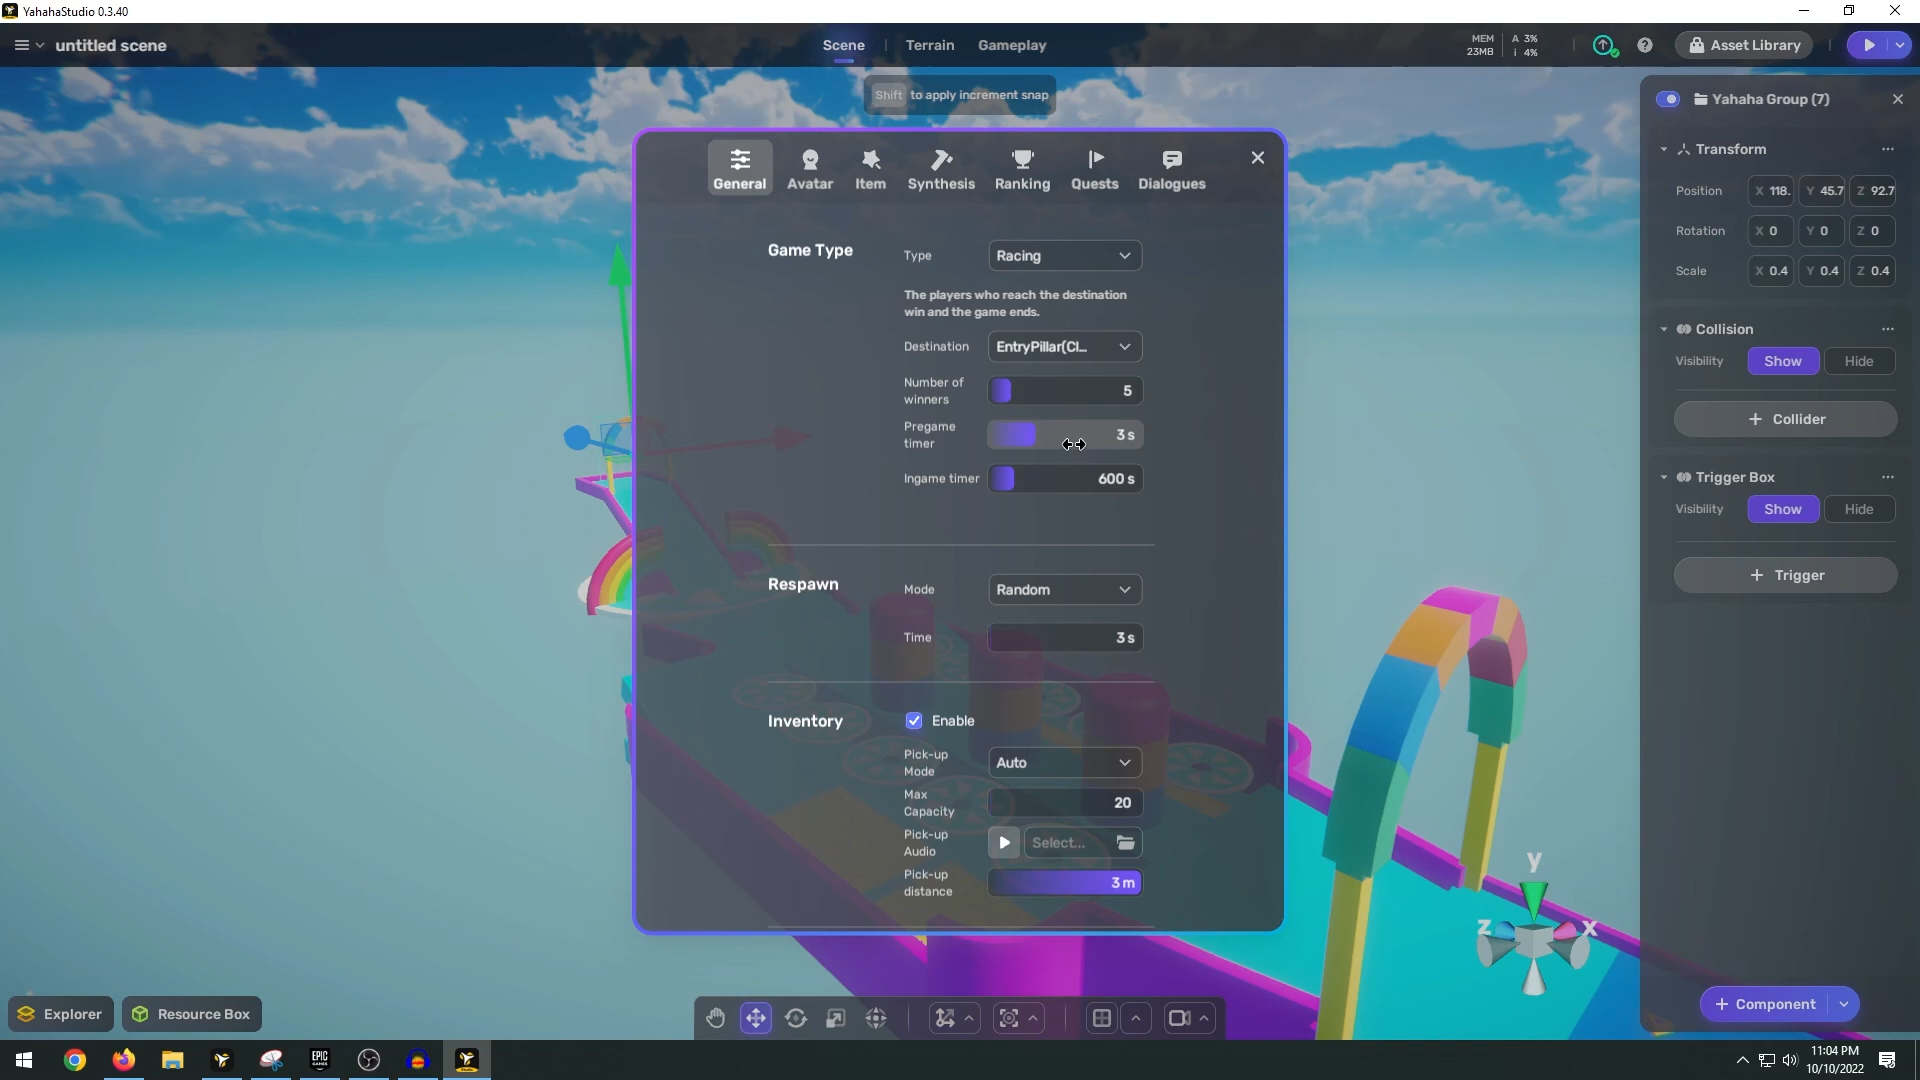 YahahaStudio 0.3.40
untitled scene
Scene
Terrain
Gameplay
MEM
23MB
A 3%
i 4%
Asset Library
Shift to apply increment snap
General
Avatar
Item
Synthesis
Ranking
Quests
Dialogues
Game Type
Type
Racing
The players who reach the destination
win and the game ends.
Destination
EntryPillar(Cl...
Number of
winners
5
Pregame
timer
3 s
Ingame timer
600 s
Respawn
Mode
Random
Time
3 s
Inventory
Enable
Pick-up
Mode
Auto
Max
Capacity
20
Pick-up
Audio
Select...
Pick-up
distance
3 m
Yahaha Group (7)
Transform
Position
X 118.
Y 45.7
Z 92.7
Rotation
X 0
Y 0
Z 0
Scale
X 0.4
Y 0.4
Z 0.4
Collision
Visibility
Show
Hide
+ Collider
Trigger Box
Visibility
Show
Hide
+ Trigger
y
z
x
+ Component
Explorer
Resource Box
EPIC
GAMES
Studio
11:04 PM
10/10/2022